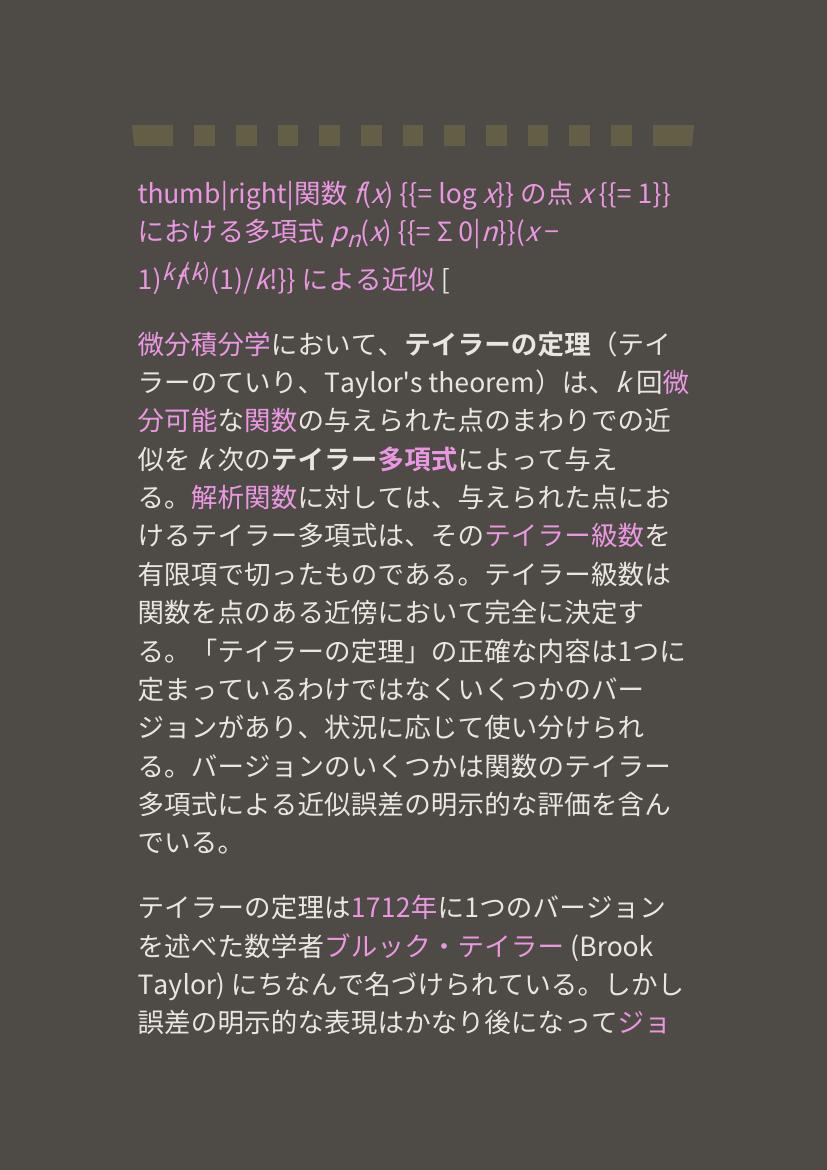 thumb|right|関数 f(x) {{= log x}} の点 x {{= 1}}
における多項式 pn(x) {{= Σ 0|n}}(x −
1)kf(k)(1)/k!}} による近似 [
微分積分学において、テイラーの定理（テイ
ラーのていり、Taylor's theorem）は、k 回微
分可能な関数の与えられた点のまわりでの近
似を k 次のテイラー多項式によって与え
る。解析関数に対しては、与えられた点にお
けるテイラー多項式は、そのテイラー級数を
有限項で切ったものである。テイラー級数は
関数を点のある近傍において完全に決定す
る。「テイラーの定理」の正確な内容は1つに
定まっているわけではなくいくつかのバー
ジョンがあり、状況に応じて使い分けられ
る。バージョンのいくつかは関数のテイラー
多項式による近似誤差の明示的な評価を含ん
でいる。
テイラーの定理は1712年に1つのバージョン
を述べた数学者ブルック・テイラー (Brook
Taylor) にちなんで名づけられている。しかし
誤差の明示的な表現はかなり後になってジョ